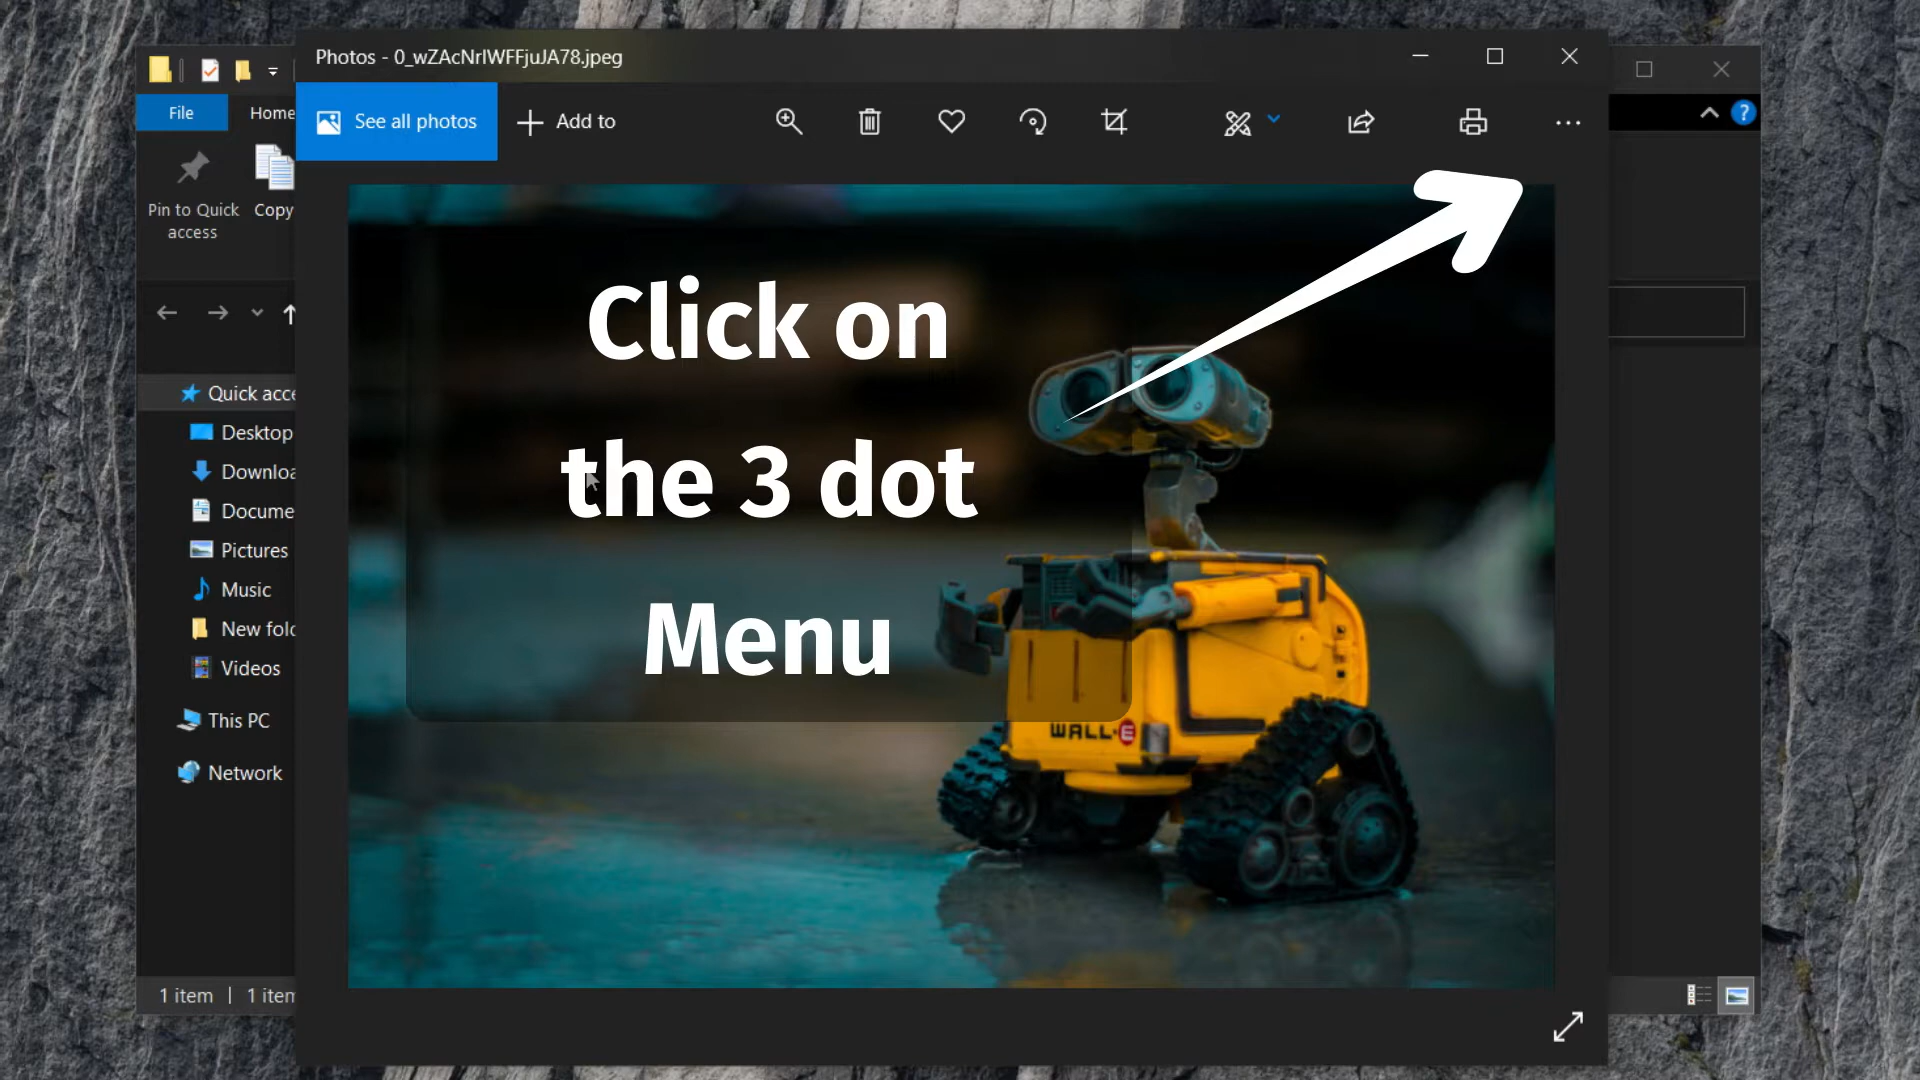 Photos - 0_wZAcNrlWFFjuJA78.jpeg
File
Home
See all photos
Add to
?
Pin to Quick
access
Copy
Click on
the 3 dot
Menu
Quick acce
Desktop
Downloa
Docume
Pictures
Music
New fold
Videos
This PC
Network
WALL·E
1 item
1 item